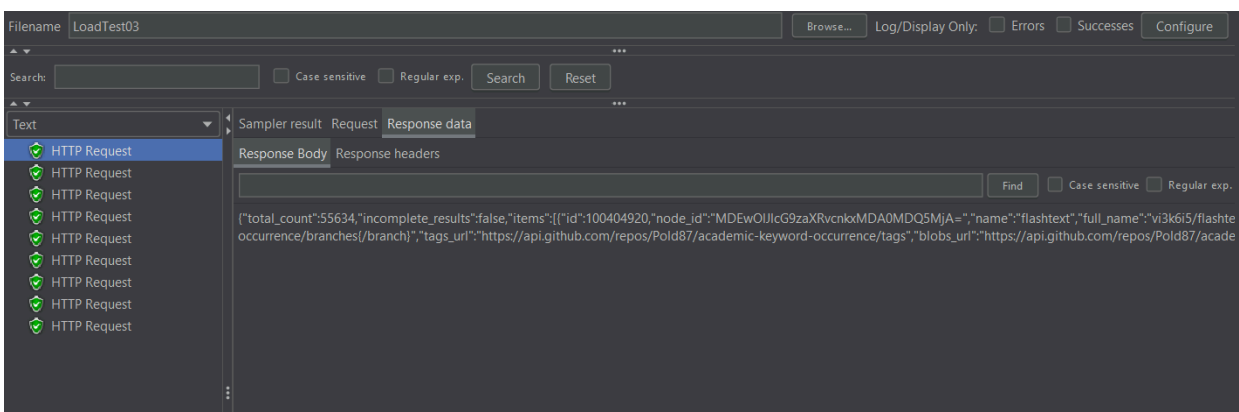 Filename LoadTest03 Browse... Log/Display Only: Errors Successes Configure
Search: Case sensitive Regular exp. Search Reset
Text Sampler result Request Response data
HTTP Request Response Body Response headers
HTTP Request
HTTP Request Find Case sensitive Regular exp.
HTTP Request {"total_count":55634,"incomplete_results":false,"items":[{"id":100404920,"node_id":"MDEwOlJlcG9zaXRvcnkxMDA0MDQ5MjA=","name":"flashtext","full_name":"vi3k6i5/flashte
HTTP Request occurrence/branches{/branch}","tags_url":"https://api.github.com/repos/Pold87/academic-keyword-occurrence/tags","blobs_url":"https://api.github.com/repos/Pold87/acade
HTTP Request
HTTP Request
HTTP Request
HTTP Request